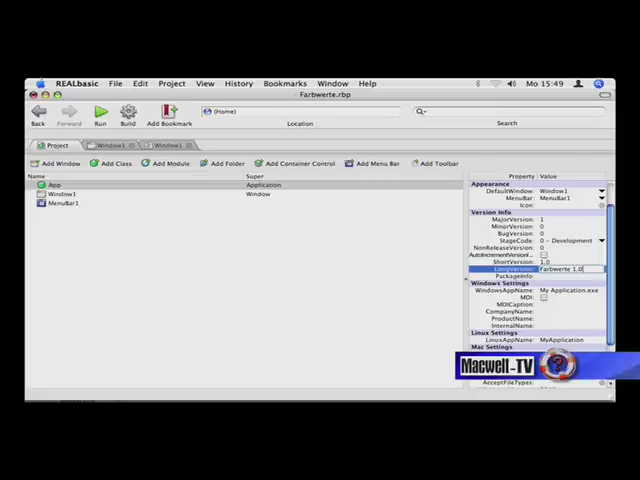 REALbasic File Edit Project View History Bookmarks Window Help Mo 15:49
Farbwerte.rbp
(Home)
Back Forward Run Build Add Bookmark Location Search
Project Window1 Window1
Add Window Add Class Add Module Add Folder Add Container Control Add Menu Bar Add Toolbar
Name Super Property Value
Appearance
App Application
DefaultWindow: Window1
Window1 Window
MenuBar: MenuBar1
MenuBar1
Icon:
Version Info
MajorVersion: 1
MinorVersion: 0
BugVersion: 0
StageCode: 0 - Development
NonReleaseVersion: 0
AutoIncrementVersionI...
ShortVersion: 1.0
LongVersion: Farbwerte 1.0
PackageInfo:
Windows Settings
WindowsAppName: My Application.exe
MDI:
MDICaption:
CompanyName:
ProductName:
InternalName:
Linux Settings
LinuxAppName: MyApplication
Mac Settings
Macwell-TV ?
AcceptFileTypes: